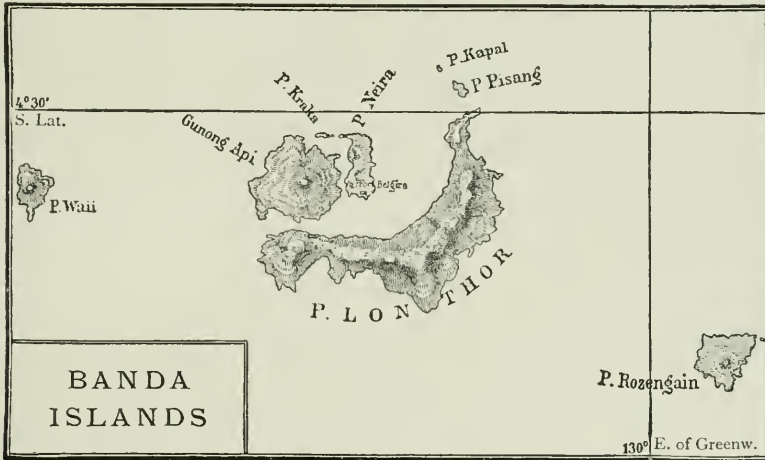 P. Kapal
P Pisang
P. Kraka
P. Neira
4°30'
S. Lat.
Gunong Api
P. Waii
P. LONTHOR
P. Rozengain
BANDA
ISLANDS
130° E. of Greenw.